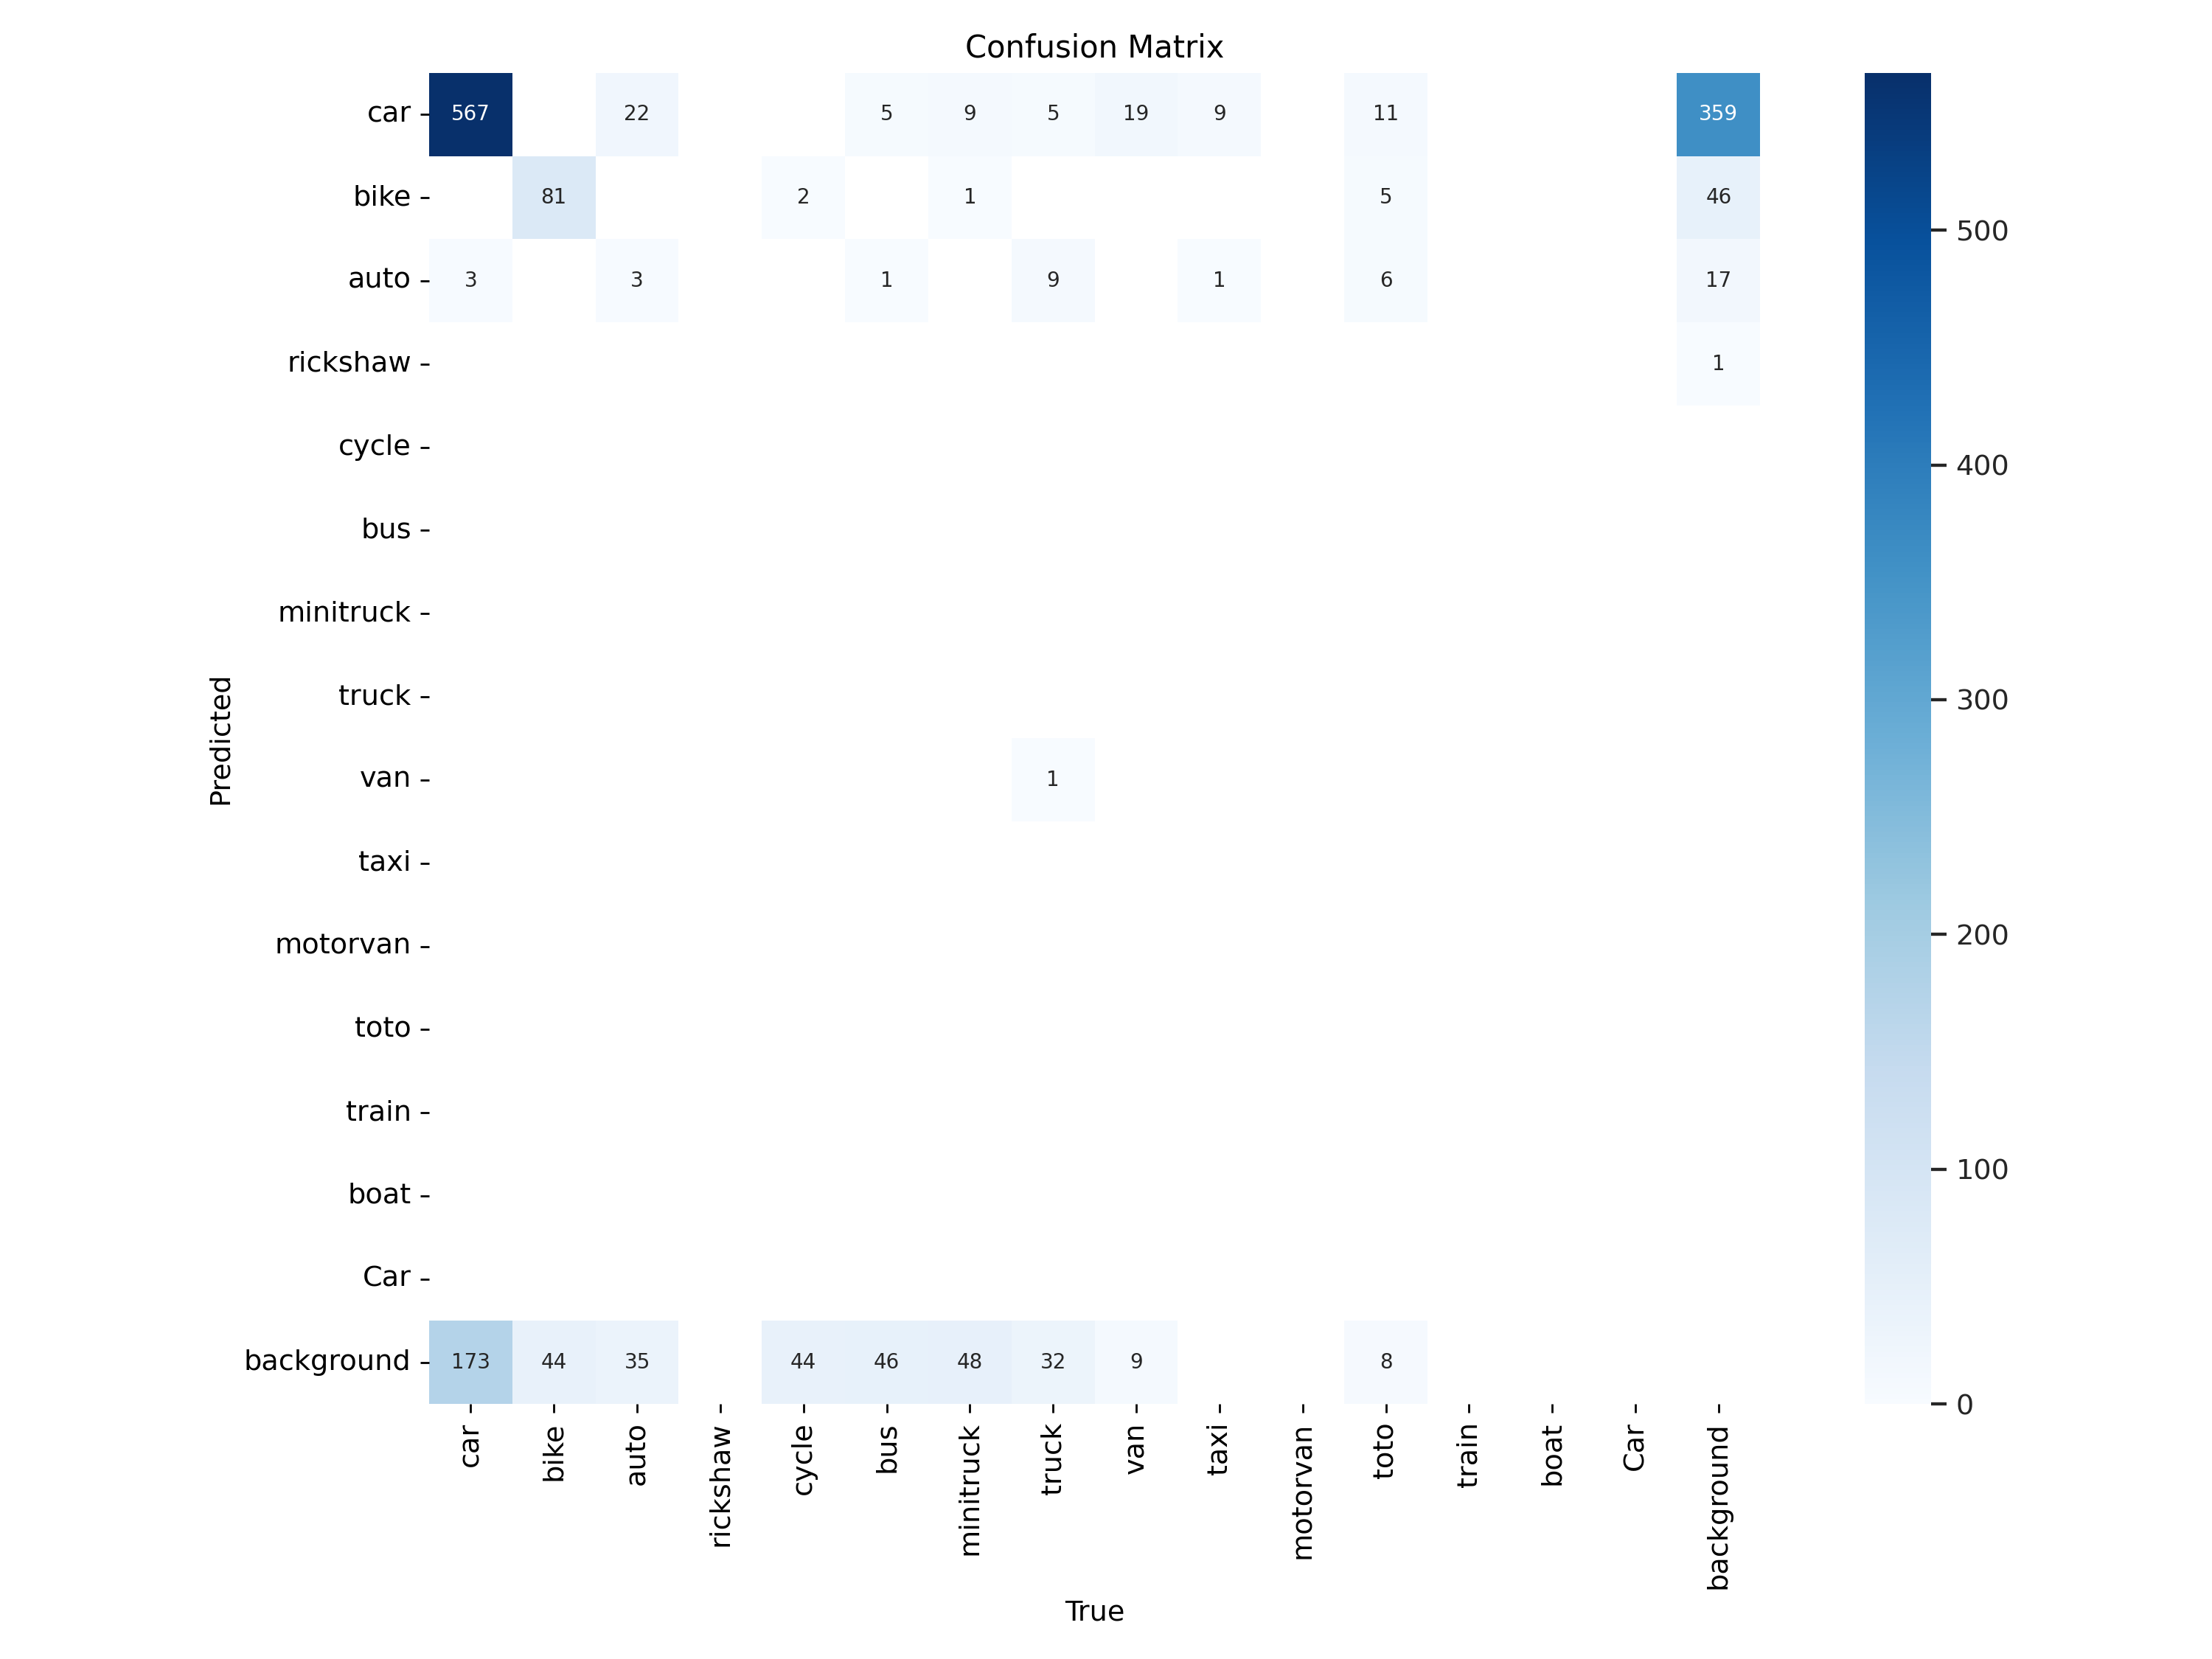 Confusion Matrix
car 567 22 5 9 5 19 9 11 359
bike 81 2 1 5 46
auto 3 3 1 9 1 6 17
rickshaw 1
cycle
bus
minitruck
truck
van 1
taxi
motorvan
toto
train
boat
Car
background 173 44 35 44 46 48 32 9 8
Predicted
car bike auto rickshaw cycle bus minitruck truck van taxi motorvan toto train boat Car background
True
500
400
300
200
100
0